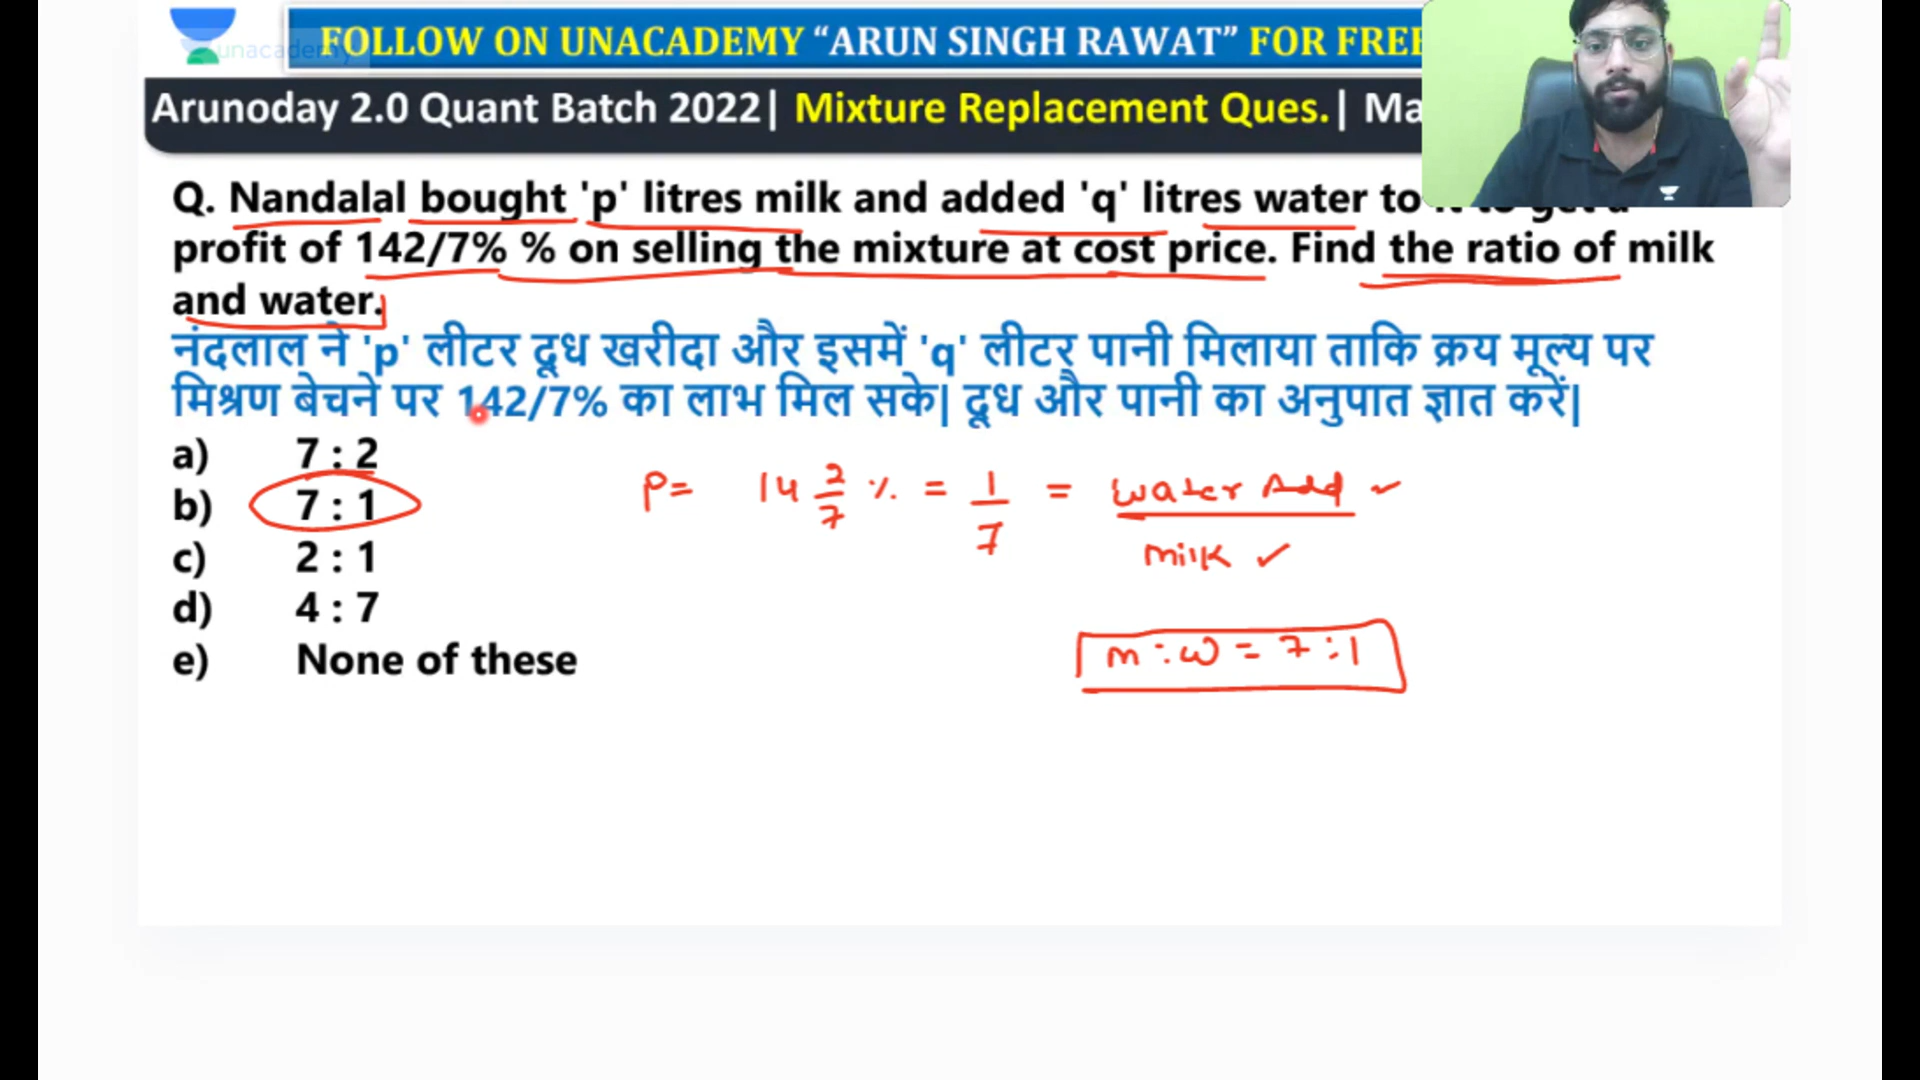 unacademy
FOLLOW ON UNACADEMY “ARUN SINGH RAWAT” FOR FREE
Arunoday 2.0 Quant Batch 2022| Mixture Replacement Ques.| Ma
Q. Nandalal bought 'p' litres milk and added 'q' litres water to it to get a
profit of 142/7% % on selling the mixture at cost price. Find the ratio of milk
and water.
नंदलाल ने 'p' लीटर दूध खरीदा और इसमें 'q' लीटर पानी मिलाया ताकि क्रय मूल्य पर
मिश्रण बेचने पर 142/7% का लाभ मिल सके| दूध और पानी का अनुपात ज्ञात करें|
a) 7 : 2
b) 7 : 1
c) 2 : 1
d) 4 : 7
e) None of these
P= 14 2/7 % = 1/7 = water Add ✓
milk ✓
m : w = 7 : 1